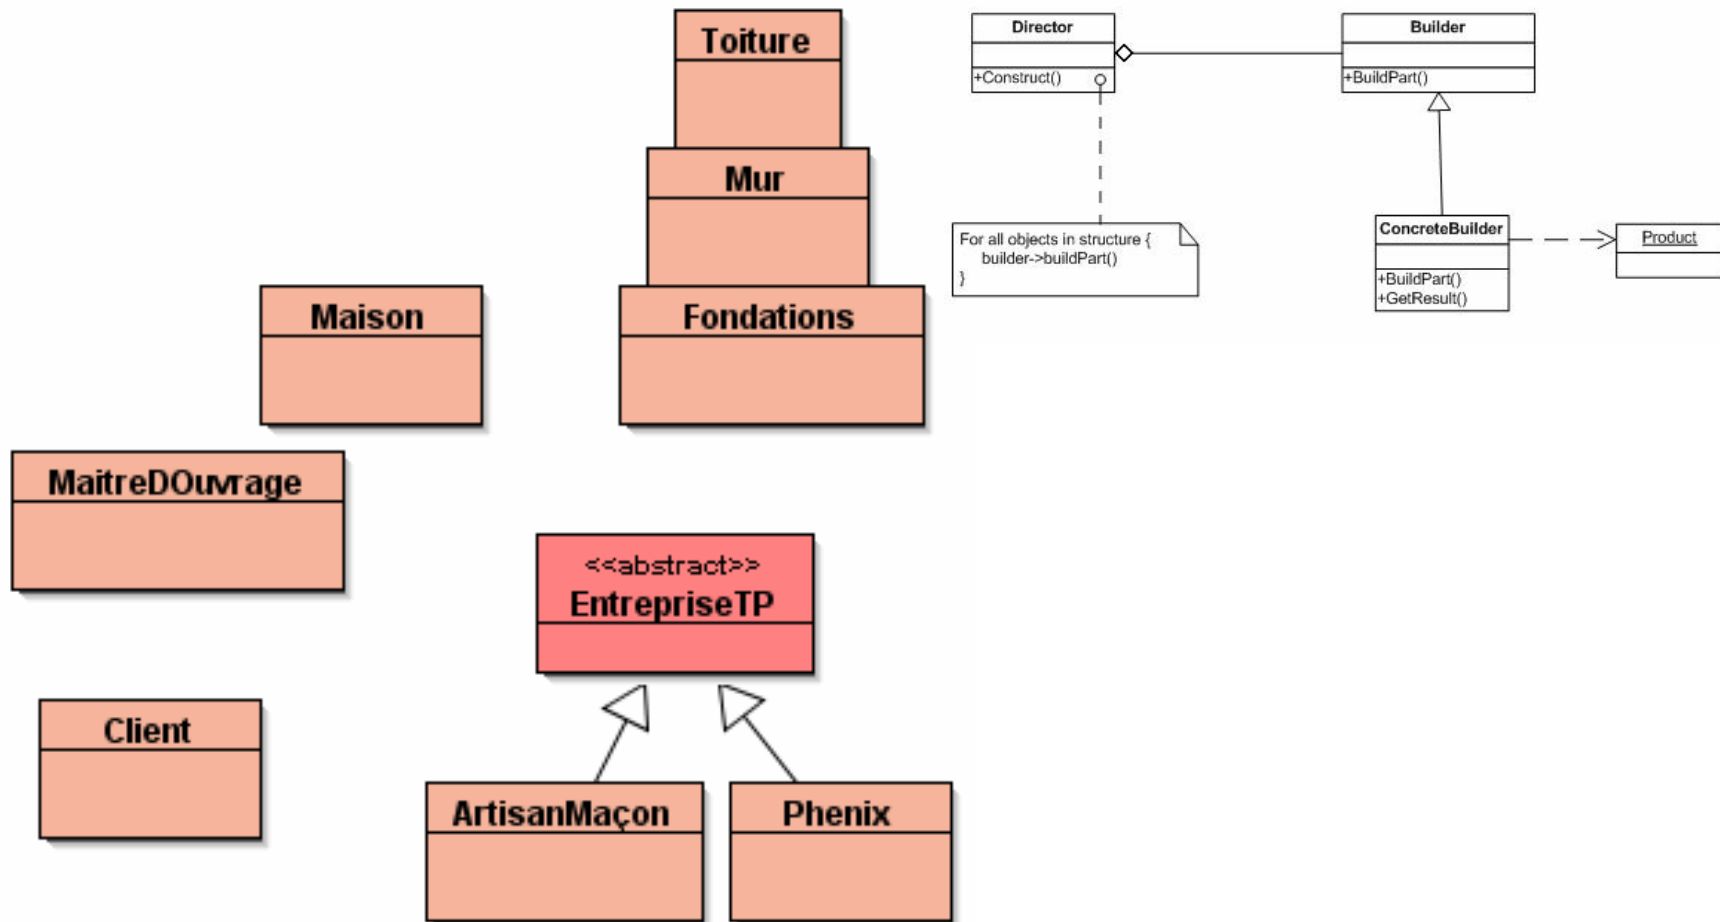 Toiture
Mur
Maison
Fondations
MaitreDOuvrage
<<abstract>>
EntrepriseTP
Client
ArtisanMaçon
Phenix
Director
+Construct()
Builder
+BuildPart()
For all objects in structure {
builder->buildPart()
}
ConcreteBuilder
+BuildPart()
+GetResult()
Product